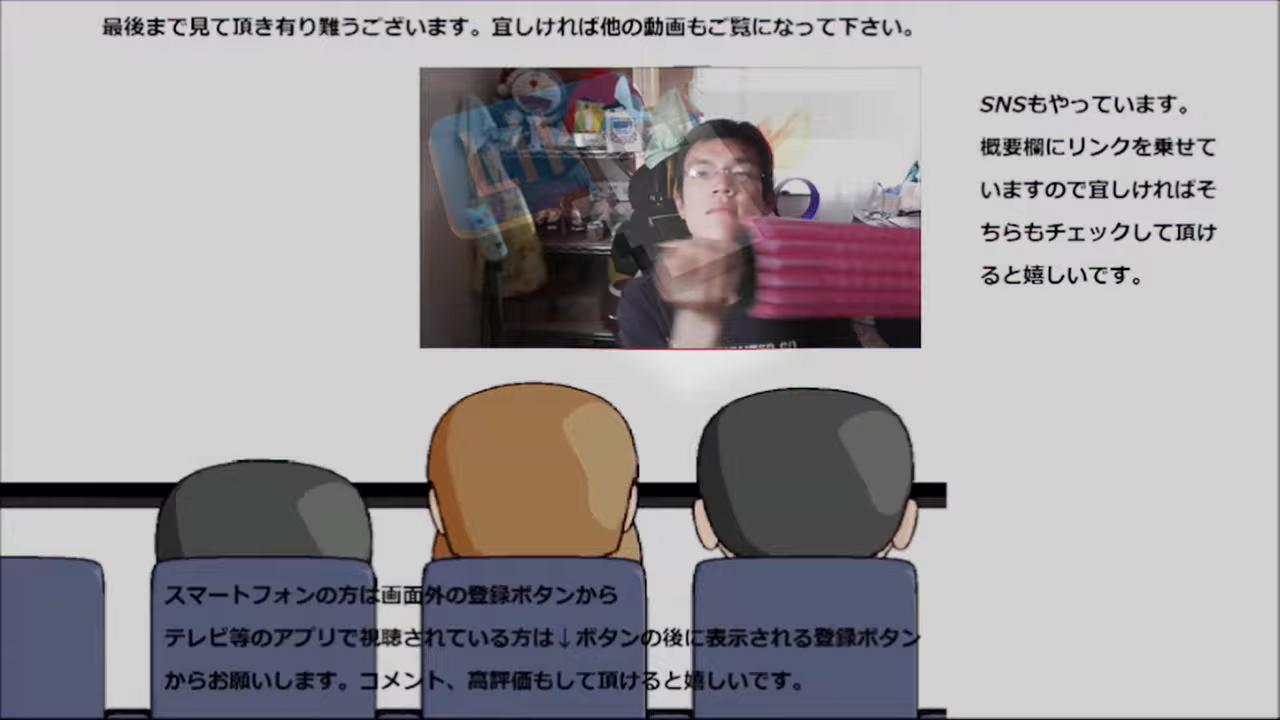 最後まで見て頂き有り難うございます。宜しければ他の動画もご覧になって下さい。
SNSもやっています。
概要欄にリンクを乗せて
いますので宜しければそ
ちらもチェックして頂け
ると嬉しいです。
スマートフォンの方は画面外の登録ボタンから
テレビ等のアプリで視聴されている方は↓ボタンの後に表示される登録ボタン
からお願いします。コメント、高評価もして頂けると嬉しいです。